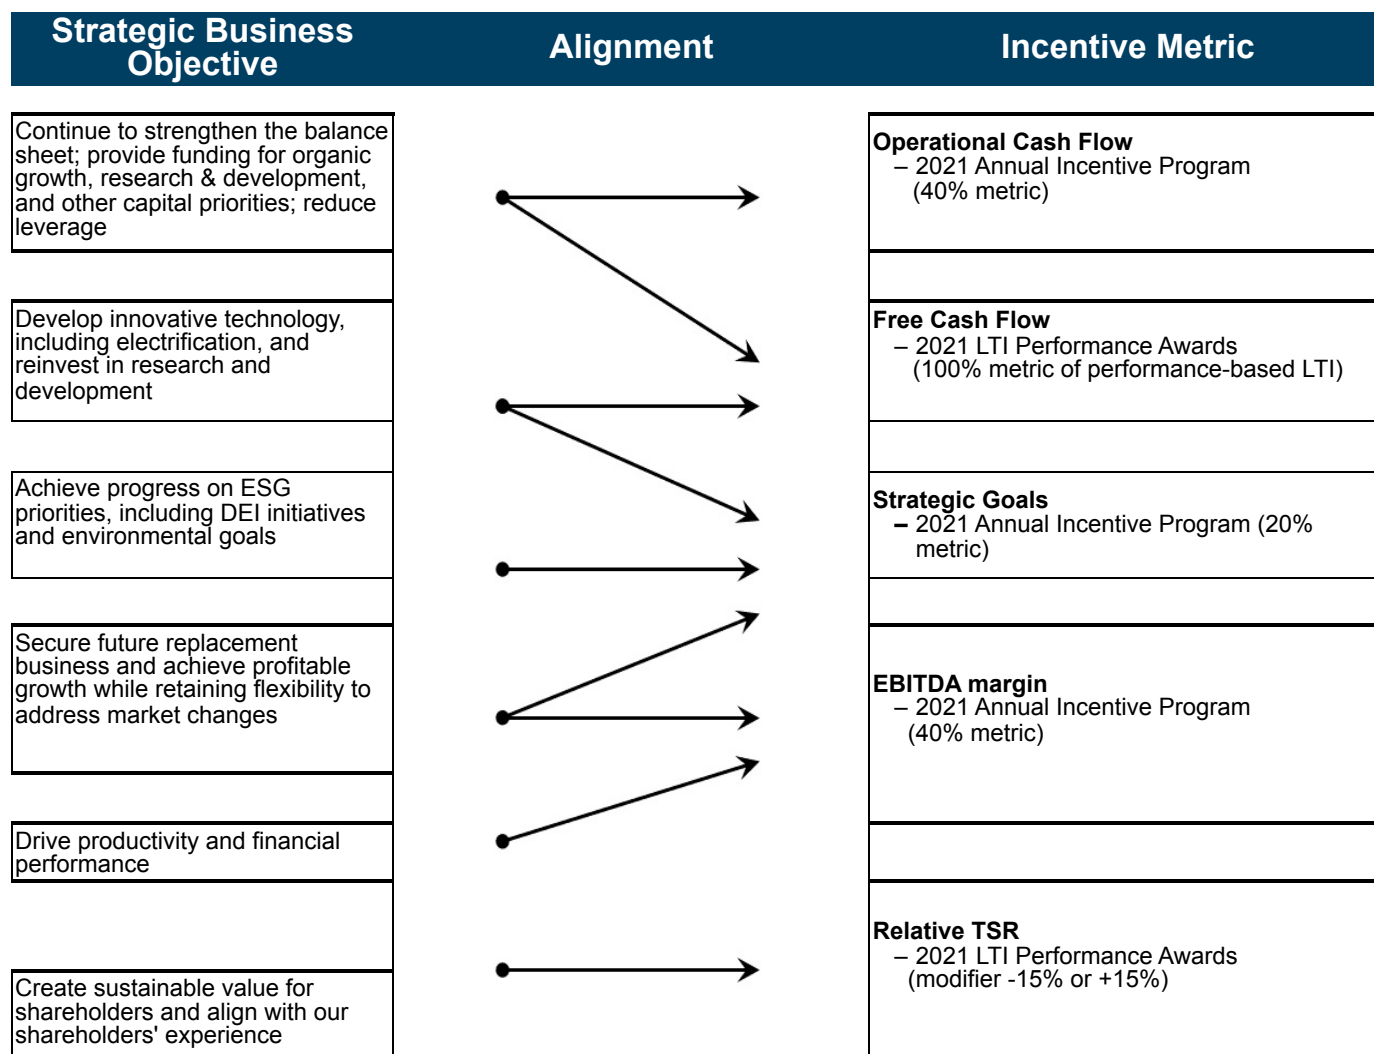 Strategic Business
Objective
Alignment
Incentive Metric
Continue to strengthen the balance
sheet; provide funding for organic
growth, research & development,
and other capital priorities; reduce
leverage
Operational Cash Flow
– 2021 Annual Incentive Program
(40% metric)
Develop innovative technology,
including electrification, and
reinvest in research and
development
Free Cash Flow
– 2021 LTI Performance Awards
(100% metric of performance-based LTI)
Achieve progress on ESG
priorities, including DEI initiatives
and environmental goals
Strategic Goals
– 2021 Annual Incentive Program (20%
metric)
Secure future replacement
business and achieve profitable
growth while retaining flexibility to
address market changes
EBITDA margin
– 2021 Annual Incentive Program
(40% metric)
Drive productivity and financial
performance
Relative TSR
– 2021 LTI Performance Awards
(modifier -15% or +15%)
Create sustainable value for
shareholders and align with our
shareholders' experience